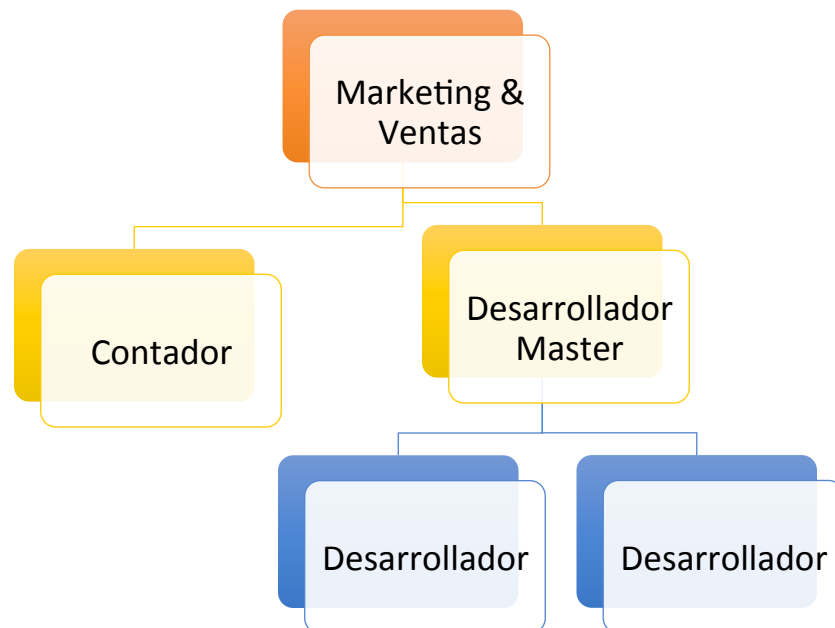 Marketing &
Ventas
Contador
Desarrollador
Master
Desarrollador
Desarrollador